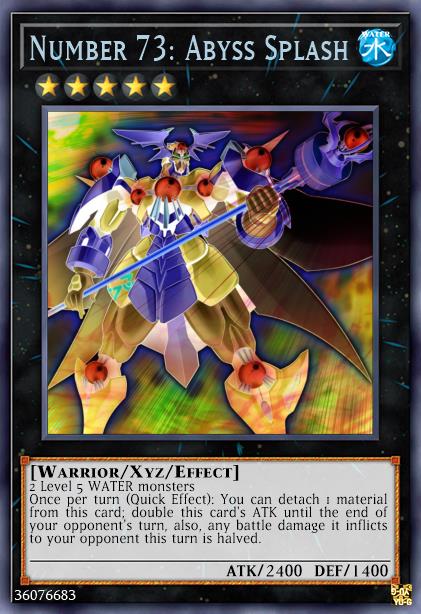 Number 73: Abyss Splash
WATER
水
[Warrior/Xyz/Effect]
2 Level 5 WATER monsters
Once per turn (Quick Effect): You can detach 1 material
from this card; double this card's ATK until the end of
your opponent's turn, also, any battle damage it inflicts
to your opponent this turn is halved.
ATK/2400 DEF/1400
36076683